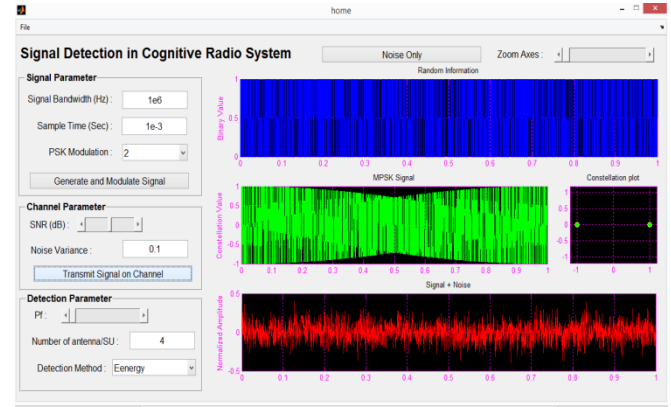 home
File
Signal Detection in Cognitive Radio System
Noise Only
Zoom Axes :
Signal Parameter
Signal Bandwidth (Hz) : 1e6
Sample Time (Sec) : 1e-3
PSK Modulation : 2
Generate and Modulate Signal
Channel Parameter
SNR (dB) :
Noise Variance : 0.1
Transmit Signal on Channel
Detection Parameter
Pf :
Number of antenna/SU : 4
Detection Method : Eenergy
Random Information
Binary Value
1
0.5
0
0 0.1 0.2 0.3 0.4 0.5 0.6 0.7 0.8 0.9 1
MPSK Signal
Constellation Value
1
0.5
0
-0.5
-1
0 0.1 0.2 0.3 0.4 0.5 0.6 0.7 0.8 0.9 1
Constellation plot
1
0.5
0
-0.5
-1
-1 0 1
Signal + Noise
Normalized Amplitude
0.5
0
-0.5
0 0.1 0.2 0.3 0.4 0.5 0.6 0.7 0.8 0.9 1